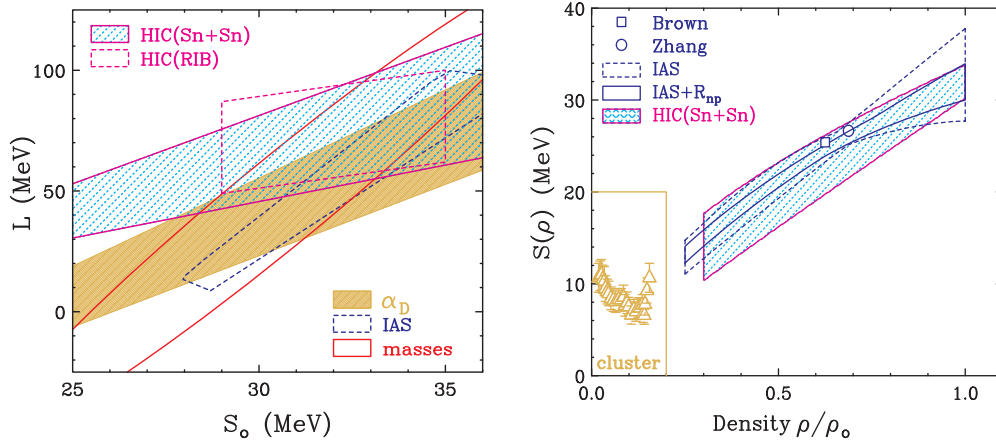 HIC(Sn+Sn)
HIC(RIB)
100
50
0
L (MeV)
α_D
IAS
masses
25
30
35
S_o (MeV)
40
30
20
10
0
S(ρ) (MeV)
Brown
Zhang
IAS
IAS+R_np
HIC(Sn+Sn)
cluster
0.0
0.5
1.0
Density ρ/ρ_o